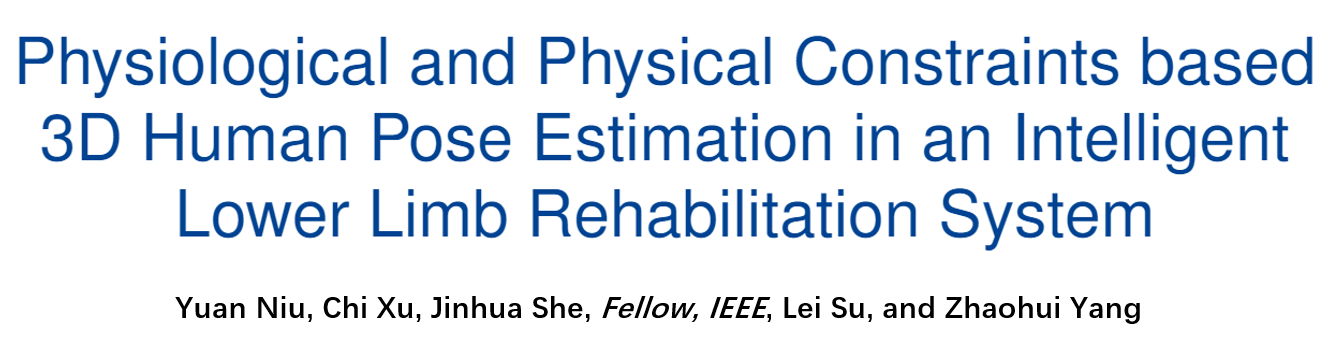 Physiological and Physical Constraints based
3D Human Pose Estimation in an Intelligent
Lower Limb Rehabilitation System
Yuan Niu, Chi Xu, Jinhua She, Fellow, IEEE, Lei Su, and Zhaohui Yang